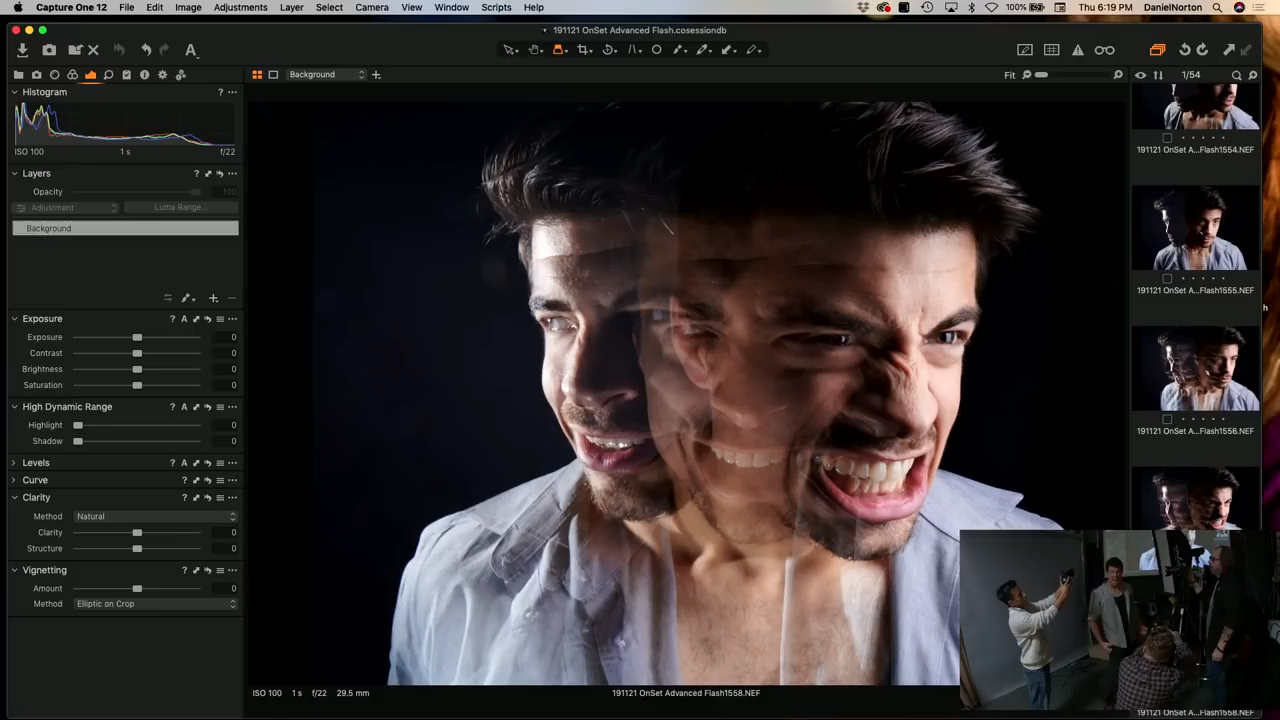 Capture One 12 File Edit Image Adjustments Layer Select Camera View Window Scripts Help 100% Thu 6:19 PM DanielNorton
191121 OnSet Advanced Flash.cosessiondb
Background Fit 1/54
Histogram ?
ISO 100 1 s f/22
191121 OnSet A...Flash1554.NEF
Layers ?
Opacity 100
Adjustment Luma Range...
Background
191121 OnSet A...Flash1555.NEF
Exposure ? A
Exposure 0
Contrast 0
Brightness 0
Saturation 0
High Dynamic Range ? A
Highlight 0
Shadow 0
191121 OnSet A...Flash1556.NEF
Levels ? A
Curve ? A
Clarity ? A
Method Natural
Clarity 0
Structure 0
Vignetting ? A
Amount 0
Method Elliptic on Crop
ISO 100 1 s f/22 29.5 mm 191121 OnSet Advanced Flash1558.NEF
191121 OnSet A...Flash1558.NEF